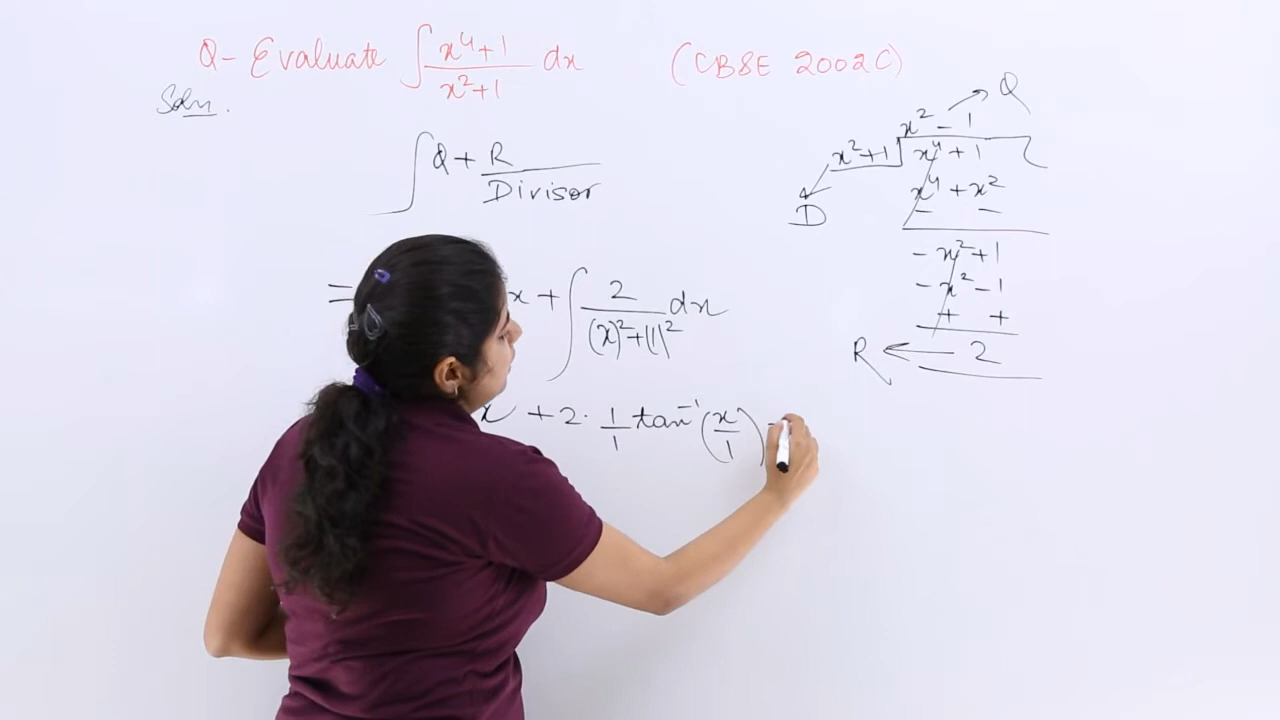 Q- Evaluate ∫ x⁴+1 / x²+1 dx (CBSE 2002C)
Soln.
∫ Q + R / Divisor
= x + ∫ 2 / (x)²+(1)² dx
x + 2· 1/1 tan⁻¹ (x/1)
Q
x² - 1
x²+1 x⁴ + 1
D x⁴ + x²
- -
- x² + 1
- x² - 1
+ +
R ← 2